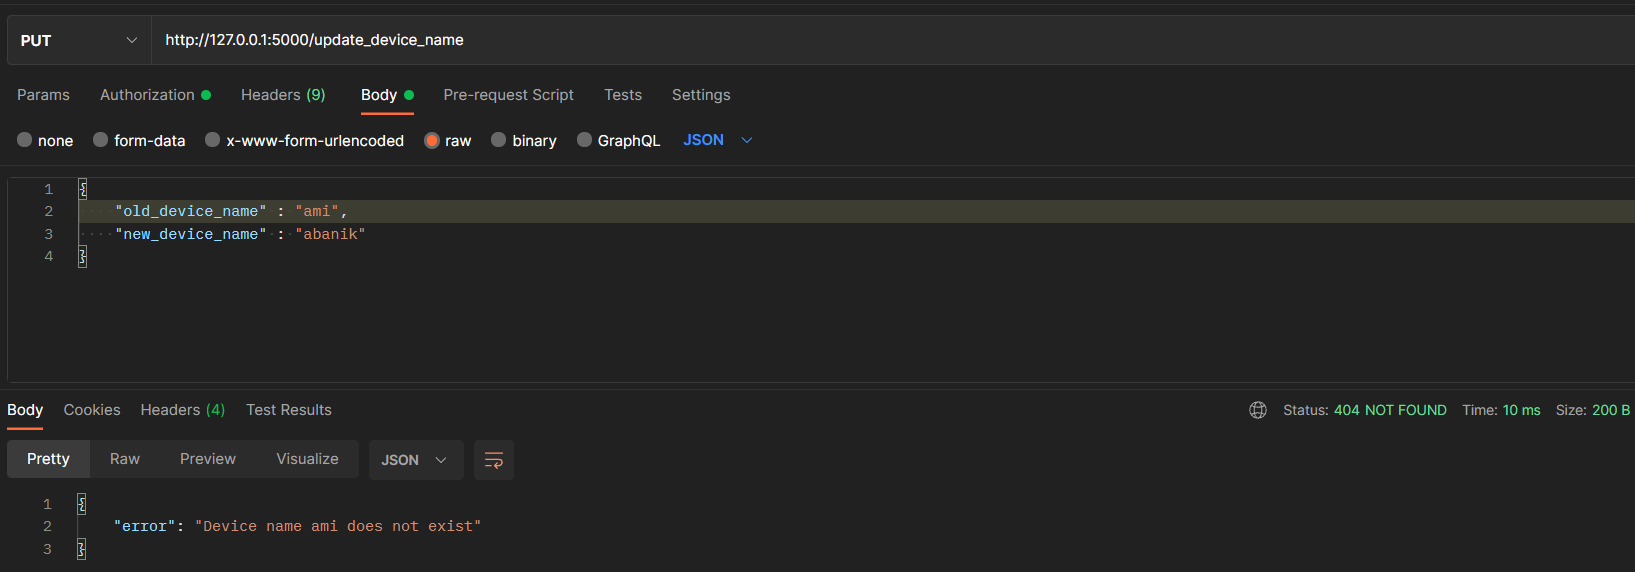 PUT http://127.0.0.1:5000/update_device_name
Params Authorization Headers (9) Body Pre-request Script Tests Settings
none form-data x-www-form-urlencoded raw binary GraphQL JSON
1 {
2 "old_device_name" : "ami",
3 "new_device_name" : "abanik"
4 }
Body Cookies Headers (4) Test Results Status: 404 NOT FOUND Time: 10 ms Size: 200 B
Pretty Raw Preview Visualize JSON
1 {
2 "error": "Device name ami does not exist"
3 }